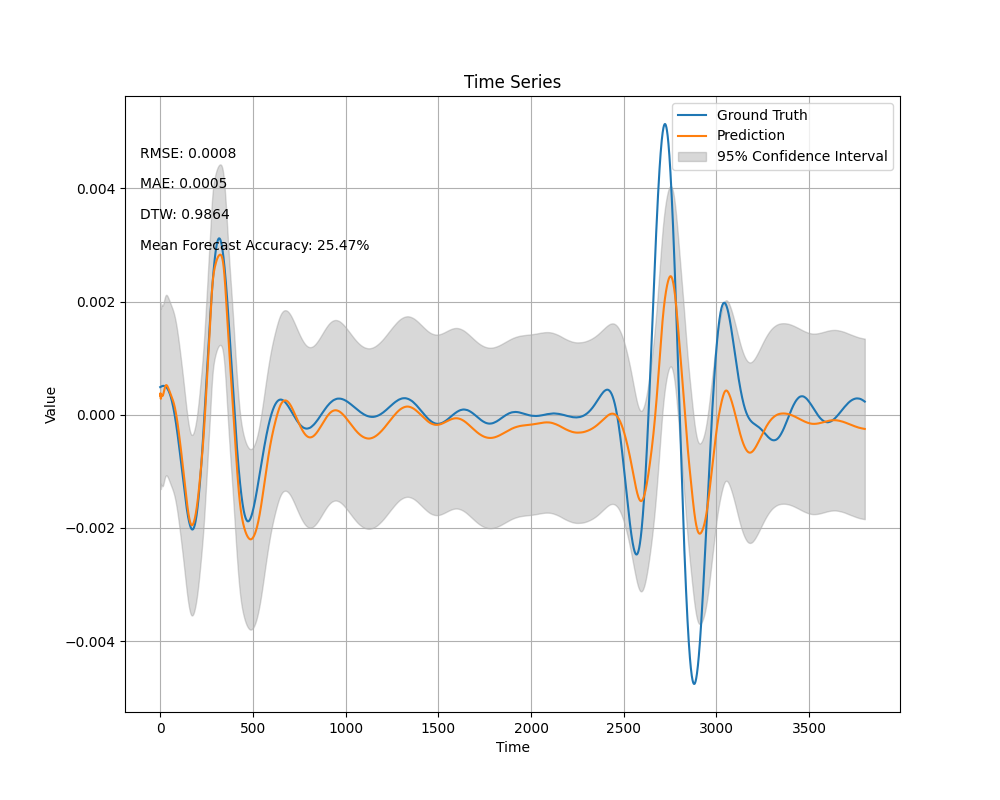 Time Series
Ground Truth
Prediction
95% Confidence Interval
RMSE: 0.0008
MAE: 0.0005
DTW: 0.9864
Mean Forecast Accuracy: 25.47%
Value
0.004
0.002
0.000
−0.002
−0.004
0 500 1000 1500 2000 2500 3000 3500
Time